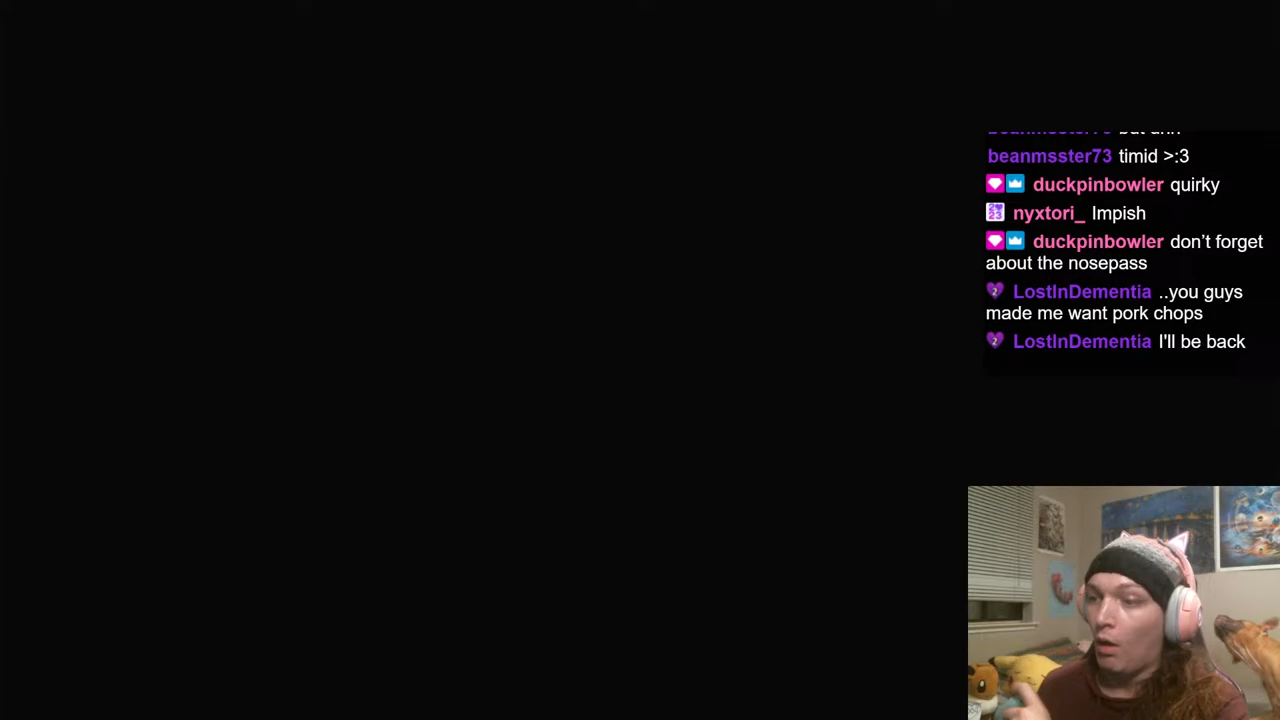 beanmsster73 timid >:3
duckpinbowler quirky
nyxtori_ Impish
duckpinbowler don't forget
about the nosepass
LostInDementia ..you guys
made me want pork chops
LostInDementia I'll be back